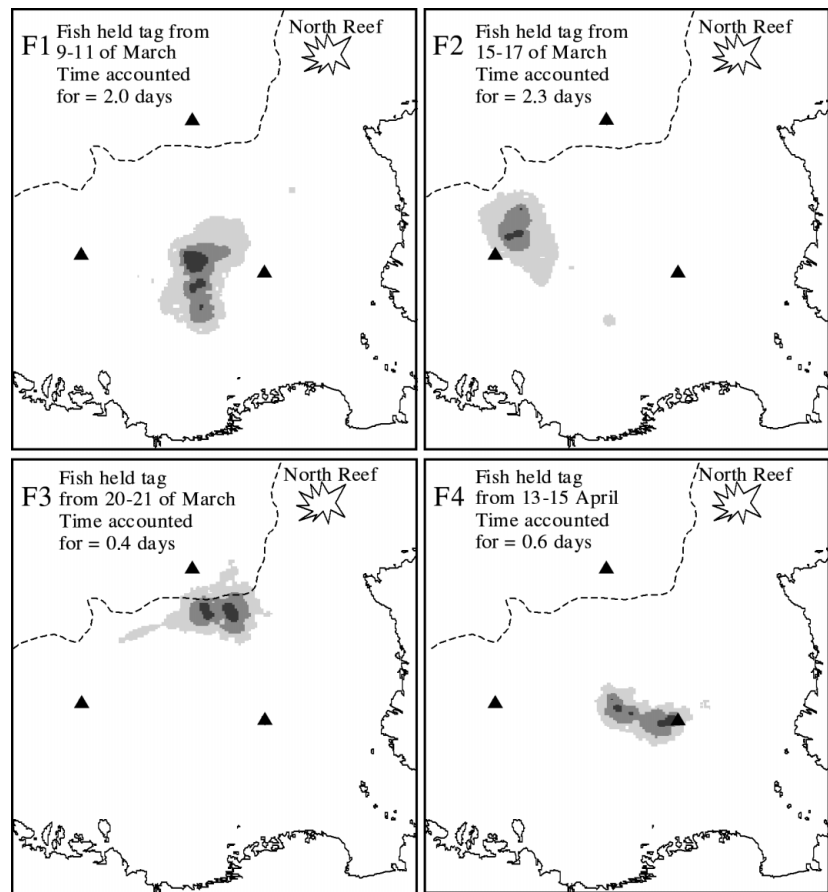 F1
Fish held tag from
9-11 of March
Time accounted
for = 2.0 days
North Reef
F2
Fish held tag from
15-17 of March
Time accounted
for = 2.3 days
North Reef
F3
Fish held tag
from 20-21 of March
Time accounted
for = 0.4 days
North Reef
F4
Fish held tag
from 13-15 April
Time accounted
for = 0.6 days
North Reef